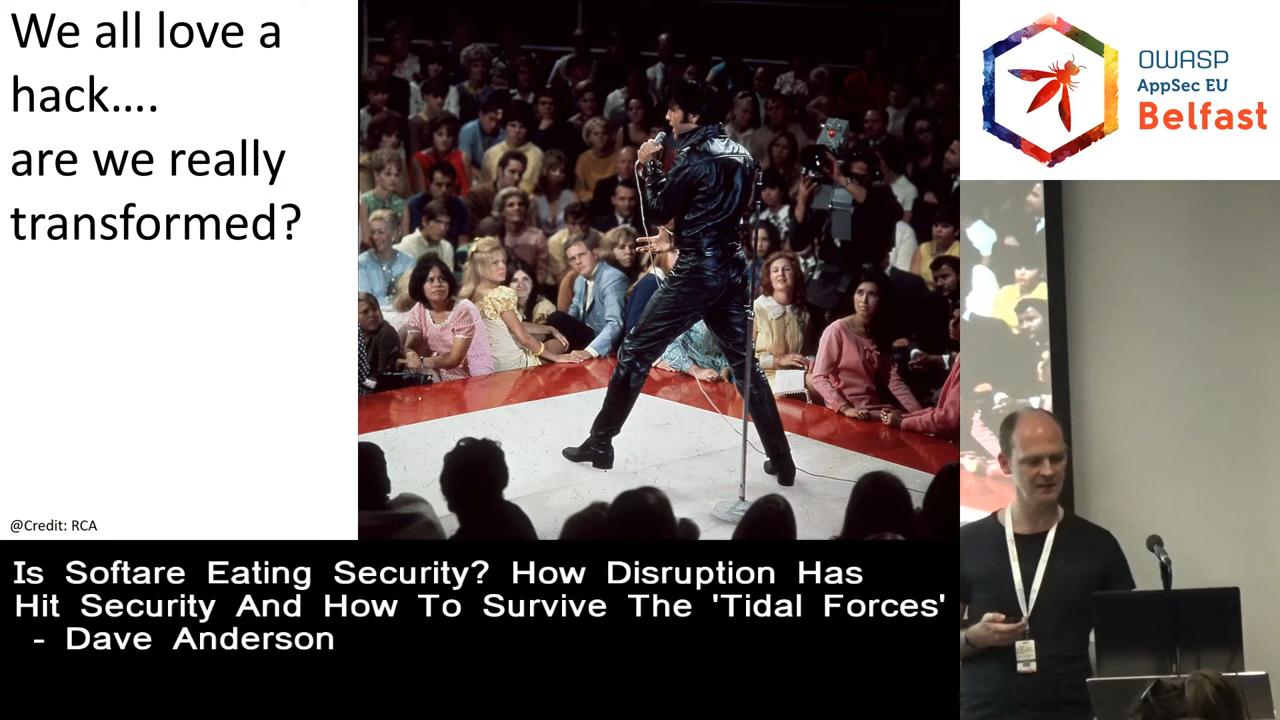 We all love a
hack....
are we really
transformed?
@Credit: RCA
OWASP
AppSec EU
Belfast
Is Softare Eating Security? How Disruption Has
Hit Security And How To Survive The 'Tidal Forces'
- Dave Anderson